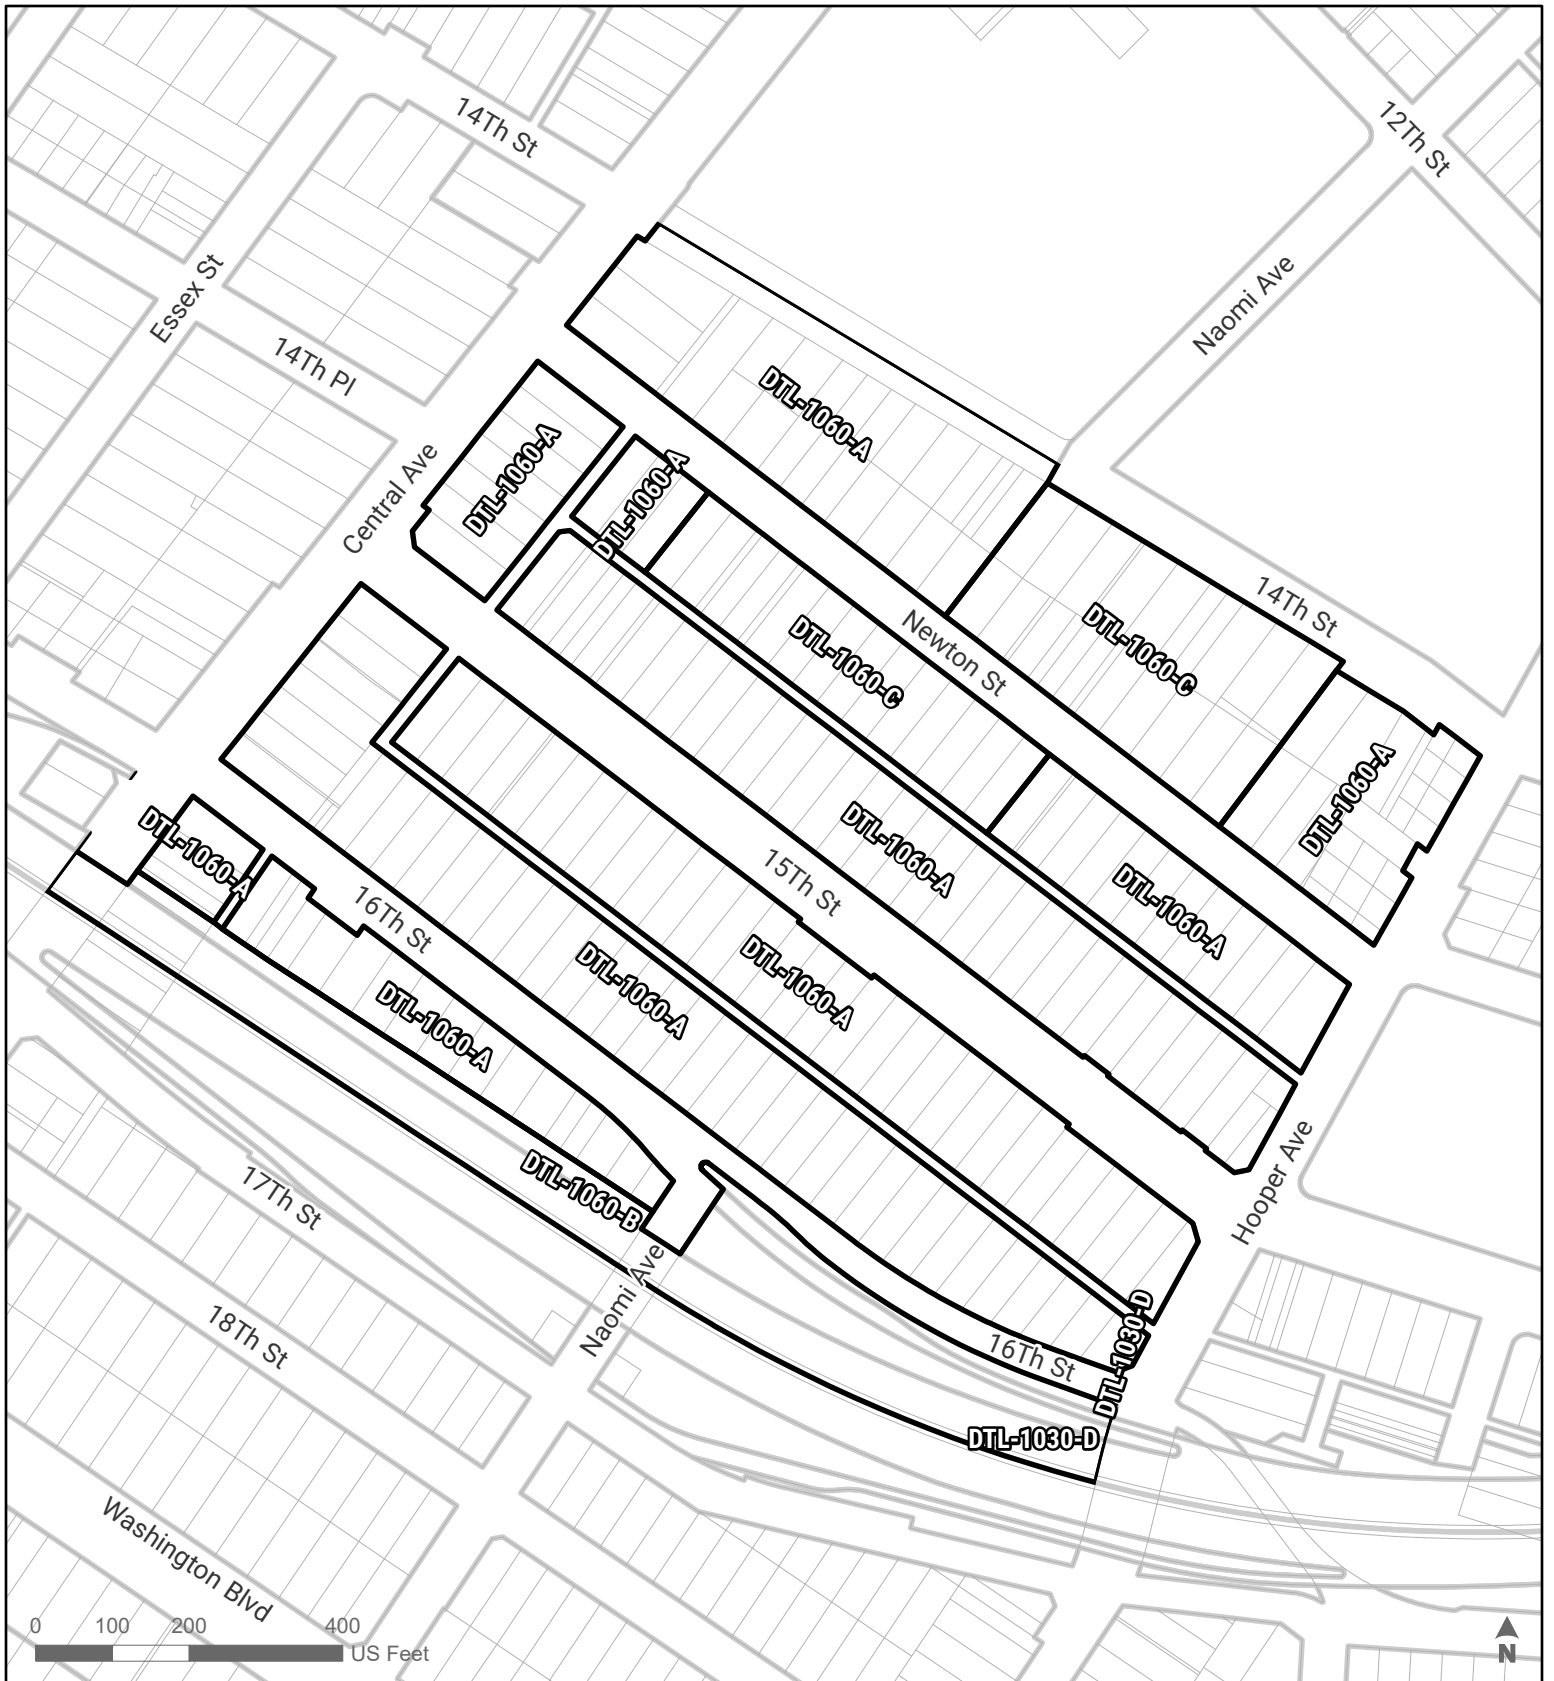 14Th St
12Th St
Essex St
Naomi Ave
14Th Pl
DTL-1060-A
DTL-1060-A
DTL-1060-A
Central Ave
14Th St
DTL-1060-C
Newton St
DTL-1060-C
DTL-1060-A
DTL-1060-A
DTL-1060-A
15Th St
DTL-1060-A
16Th St
DTL-1060-A
DTL-1060-A
DTL-1060-A
DTL-1060-B
17Th St
Hooper Ave
Naomi Ave
18Th St
16Th St
DTL-1030-D
DTL-1030-D
Washington Blvd
0 100 200 400
US Feet
N